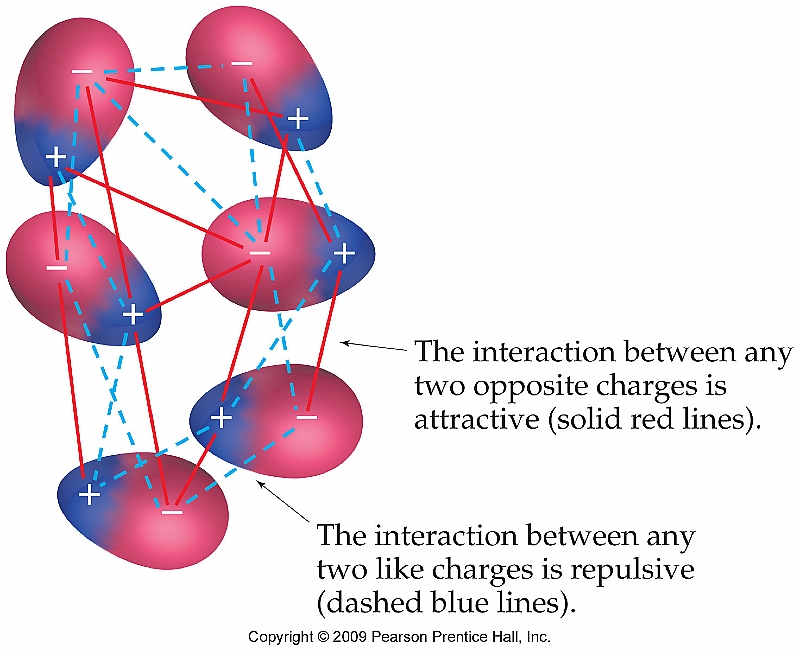 −
−
+
+
−
−
+
+
+
−
+
−
The interaction between any
two opposite charges is
attractive (solid red lines).
The interaction between any
two like charges is repulsive
(dashed blue lines).
Copyright © 2009 Pearson Prentice Hall, Inc.